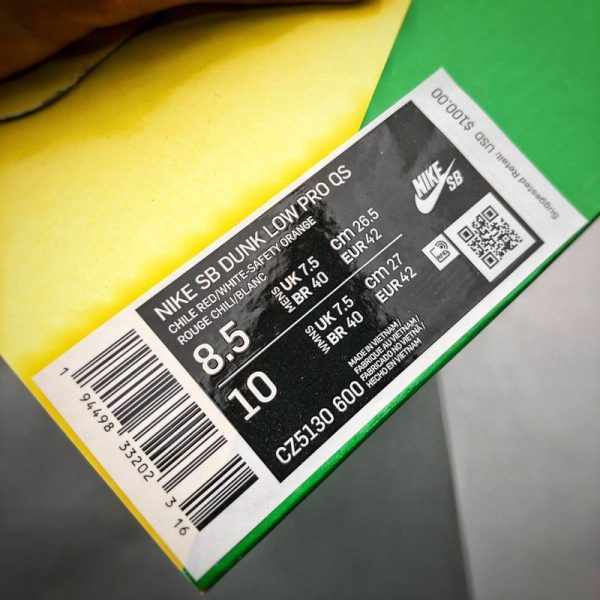 Suggested Retail: USD $100.00
NIKE SB DUNK LOW PRO QS
CHILE RED/WHITE-SAFETY ORANGE
ROUGE CHILI/BLANC
NIKE SB
8.5
MENS
UK 7.5
cm 26.5
BR 40
EUR 42
10
WMNS
UK 7.5
cm 27
BR 40
EUR 42
CZ5130 600
MADE IN VIETNAM /
FABRIQUE AU VIETNAM /
FABRICADO NO VIETNÃ /
HECHO EN VIETNAM
1 94498 33202 3 16